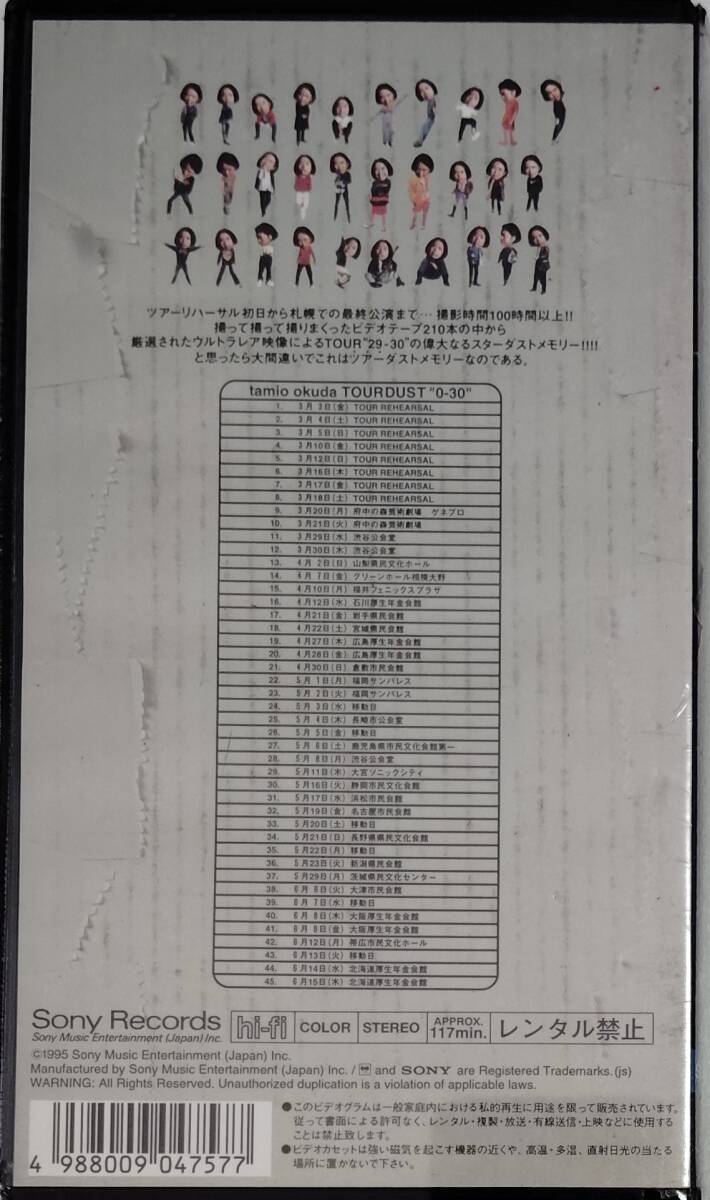 ツアーリハーサル初日から札幌での最終公演まで…撮影時間100時間以上!!
撮って撮って撮りまくったビデオテープ210本の中から
厳選されたウルトラレア映像によるTOUR"29-30"の偉大なるスターダストメモリー!!!!
と思ったら大間違いでこれはツアーダストメモリーなのである。
tamio okuda TOURDUST "0-30"
1. 3月 3日(金) TOUR REHEARSAL
2. 3月 4日(土) TOUR REHEARSAL
3. 3月 5日(日) TOUR REHEARSAL
4. 3月10日(金) TOUR REHEARSAL
5. 3月12日(日) TOUR REHEARSAL
6. 3月16日(木) TOUR REHEARSAL
7. 3月17日(金) TOUR REHEARSAL
8. 3月18日(土) TOUR REHEARSAL
9. 3月20日(月) 府中の森芸術劇場 ゲネプロ
10. 3月21日(火) 府中の森芸術劇場
11. 3月29日(水) 渋谷公会堂
12. 3月30日(木) 渋谷公会堂
13. 4月 2日(日) 山梨県民文化ホール
14. 4月 7日(金) グリーンホール相模大野
15. 4月10日(月) 福井フェニックスプラザ
16. 4月12日(水) 石川厚生年金会館
17. 4月21日(金) 岩手県民会館
18. 4月22日(土) 宮城県民会館
19. 4月27日(木) 広島厚生年金会館
20. 4月28日(金) 広島厚生年金会館
21. 4月30日(日) 倉敷市民会館
22. 5月 1日(月) 福岡サンパレス
23. 5月 2日(火) 福岡サンパレス
24. 5月 3日(水) 移動日
25. 5月 4日(木) 長崎市公会堂
26. 5月 5日(金) 移動日
27. 5月 6日(土) 鹿児島県市民文化会館第一
28. 5月 8日(月) 渋谷公会堂
29. 5月11日(木) 大宮ソニックシティ
30. 5月16日(火) 静岡市民文化会館
31. 5月17日(水) 浜松市民会館
32. 5月19日(金) 名古屋市民会館
33. 5月20日(土) 移動日
34. 5月21日(日) 長野県県民文化会館
35. 5月22日(月) 移動日
36. 5月23日(火) 新潟県民会館
37. 5月29日(月) 茨城県民文化センター
38. 6月 6日(火) 大津市民会館
39. 6月 7日(水) 移動日
40. 6月 8日(木) 大阪厚生年金会館
41. 6月 9日(金) 大阪厚生年金会館
42. 6月12日(月) 帯広市民文化ホール
43. 6月13日(火) 移動日
44. 6月14日(水) 北海道厚生年金会館
45. 6月15日(木) 北海道厚生年金会館
Sony Records
Sony Music Entertainment (Japan) Inc.
hi-fi COLOR STEREO APPROX. 117min. レンタル禁止
©1995 Sony Music Entertainment (Japan) Inc.
Manufactured by Sony Music Entertainment (Japan) Inc. / and SONY are Registered Trademarks.(js)
WARNING: All Rights Reserved. Unauthorized duplication is a violation of applicable laws.
4 988009 047577
●このビデオグラムは一般家庭内における私的再生に用途を限って販売されています。
従って書面による許可なく、レンタル・複製・放送・有線送信・上映などに使用する
ことは禁止致します。
●ビデオカセットは強い磁気を起こす機器の近くや、高温・多湿、直射日光の当たる
場所に置かないで下さい。